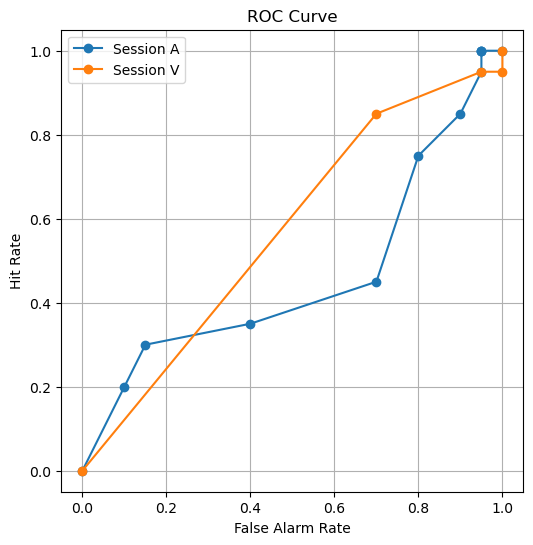 ROC Curve
Session A
Session V
1.0
0.8
0.6
0.4
0.2
0.0
Hit Rate
0.0 0.2 0.4 0.6 0.8 1.0
False Alarm Rate